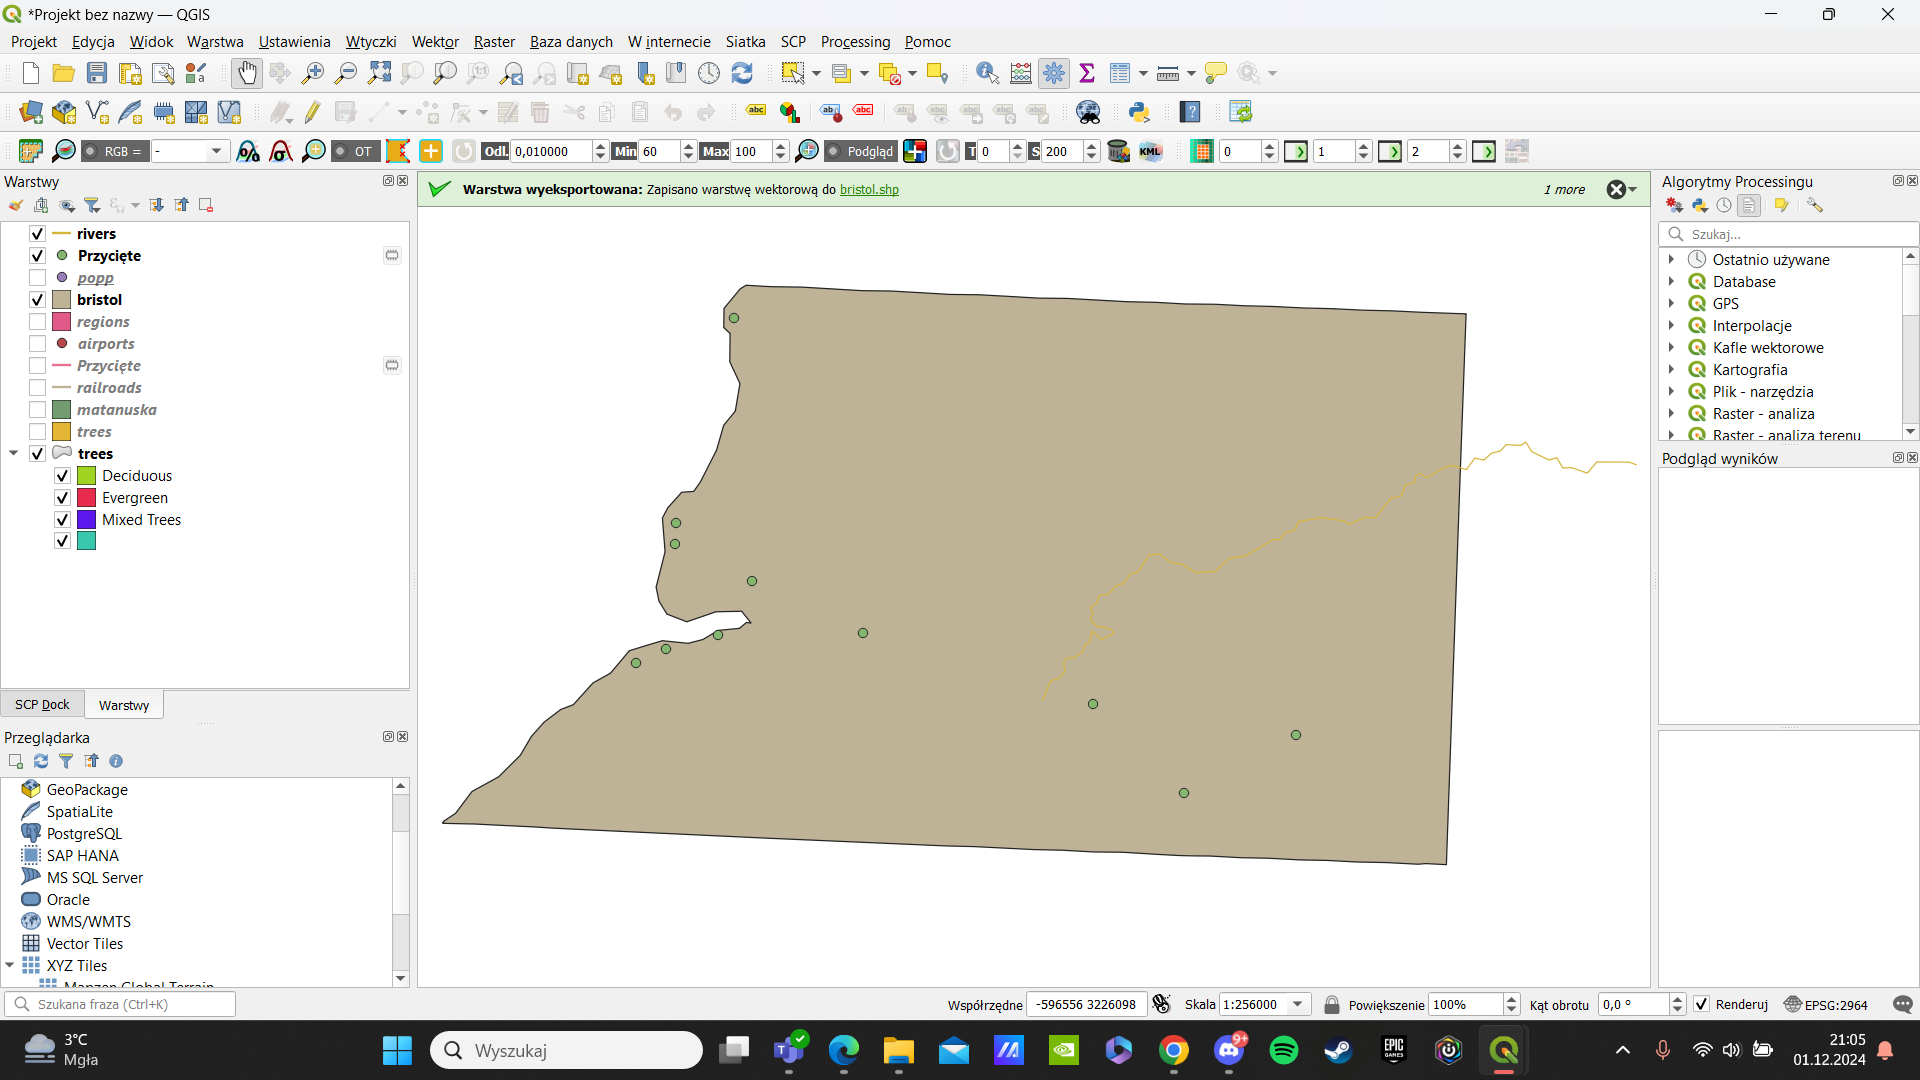 *Projekt bez nazwy — QGIS
Projekt Edycja Widok Warstwa Ustawienia Wtyczki Wektor Raster Baza danych W internecie Siatka SCP Processing Pomoc
RGB = - OT Odl. 0,010000 Min 60 Max 100 Podgląd T 0 S 200 KML 0 1 2
Warstwy
Warstwa wyeksportowana: Zapisano warstwę wektorową do bristol.shp 1 more
rivers
Przycięte
popp
bristol
regions
airports
Przycięte
railroads
matanuska
trees
trees
Deciduous
Evergreen
Mixed Trees
SCP Dock Warstwy
Przeglądarka
GeoPackage
SpatiaLite
PostgreSQL
SAP HANA
MS SQL Server
Oracle
WMS/WMTS
Vector Tiles
XYZ Tiles
Mapzen Global Terrain
Algorytmy Processingu
Szukaj...
Ostatnio używane
Database
GPS
Interpolacje
Kafle wektorowe
Kartografia
Plik - narzędzia
Raster - analiza
Raster - analiza terenu
Podgląd wyników
Szukana fraza (Ctrl+K) Współrzędne -596556 3226098 Skala 1:256000 Powiększenie 100% Kąt obrotu 0,0 ° Renderuj EPSG:2964
3°C
Mgła
Wyszukaj
9+
EPIC GAMES
21:05
01.12.2024